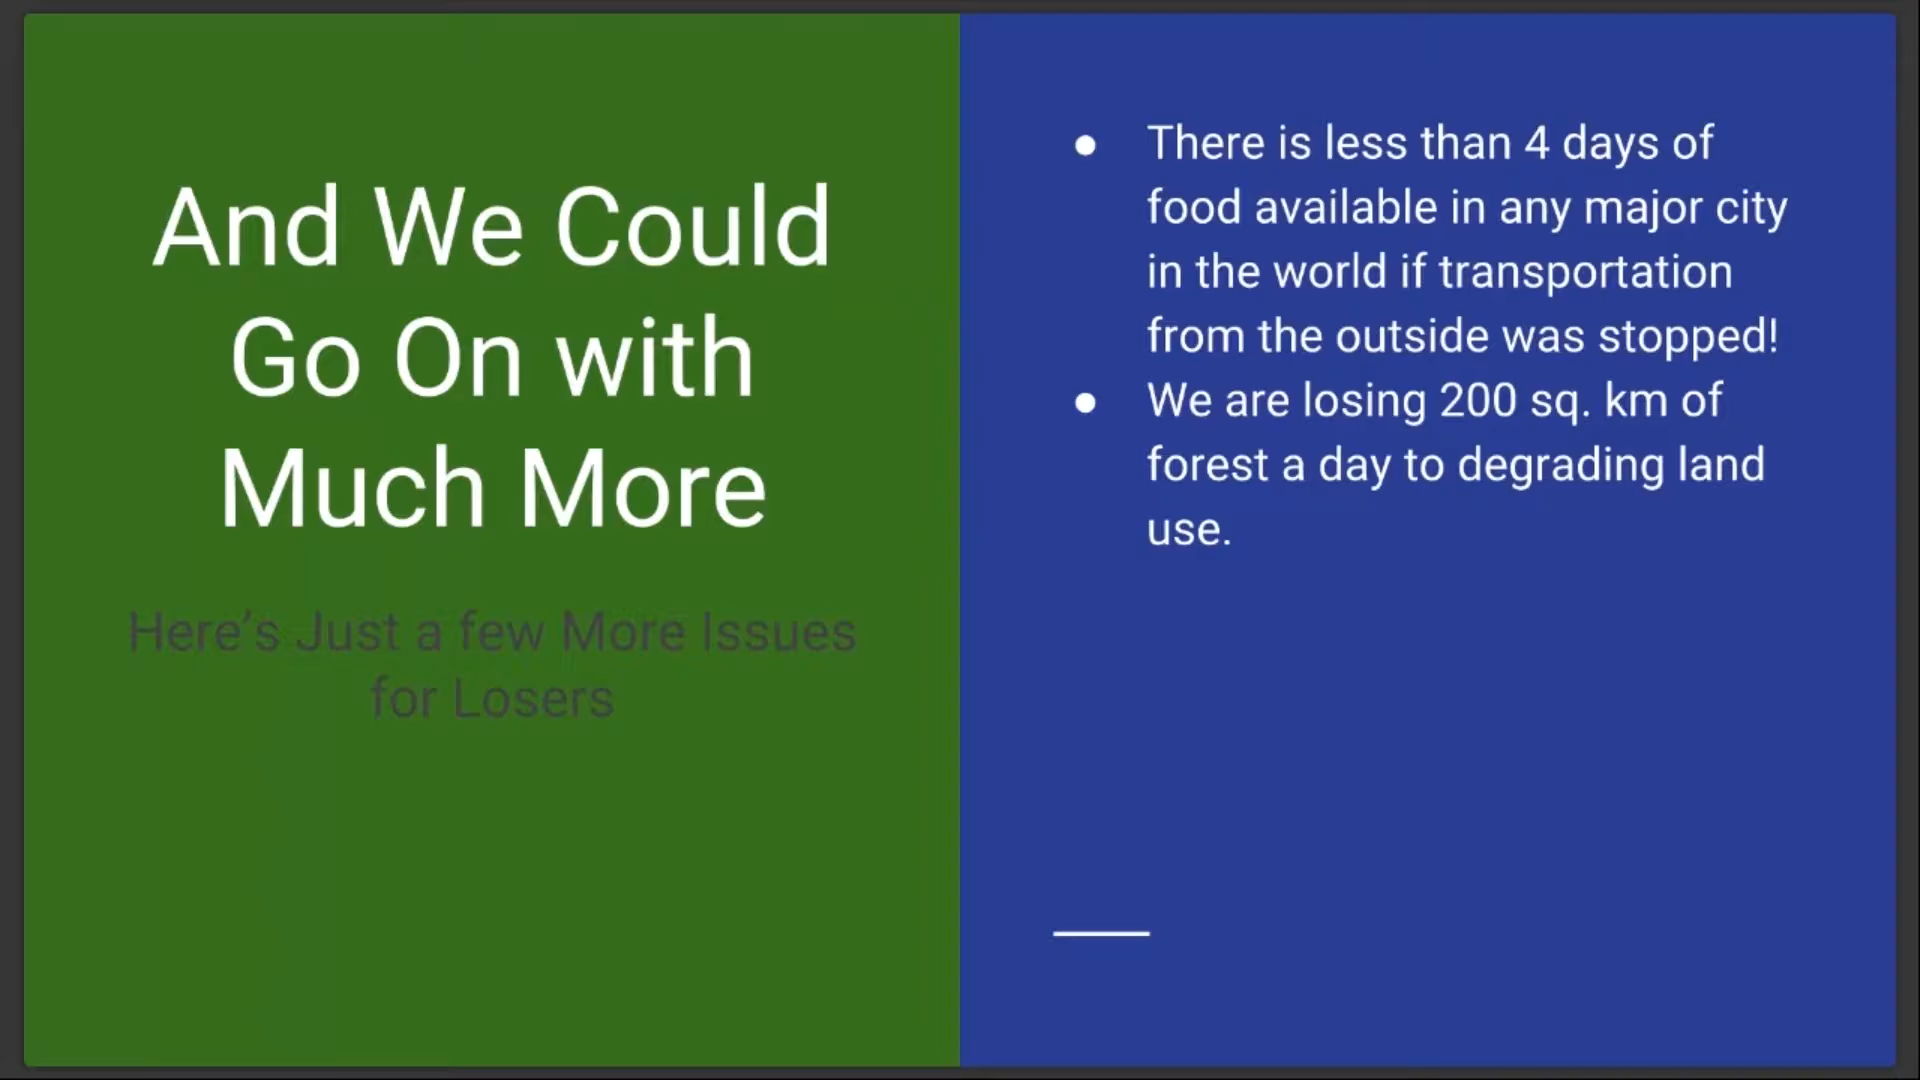 And We Could
Go On with
Much More
Here’s Just a few More Issues
for Losers
● There is less than 4 days of
food available in any major city
in the world if transportation
from the outside was stopped!
● We are losing 200 sq. km of
forest a day to degrading land
use.